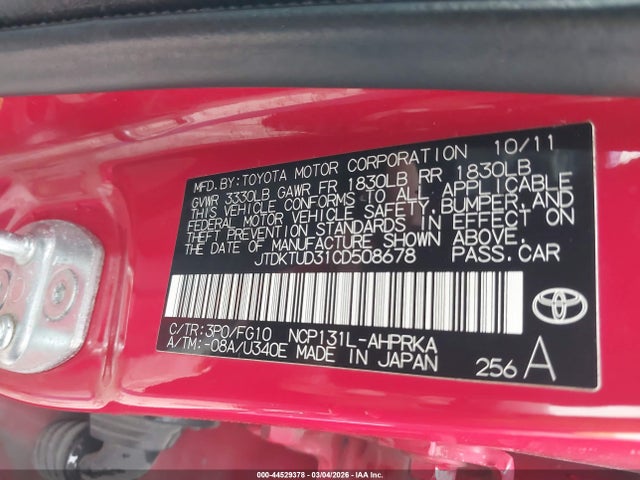 MFD.BY:TOYOTA MOTOR CORPORATION 10/11
GVWR 3330LB GAWR FR 1830LB RR 1830LB
THIS VEHICLE CONFORMS TO ALL APPLICABLE
FEDERAL MOTOR VEHICLE SAFETY, BUMPER, AND
THEFT PREVENTION STANDARDS IN EFFECT ON
THE DATE OF MANUFACTURE SHOWN ABOVE.
JTDKTUD31CD508678 PASS.CAR
C/TR:3P0/FG10 NCP131L-AHPRKA
A/TM:-08A/U340E MADE IN JAPAN
256 A
000-44529378 - 03/04/2026 - IAA Inc.